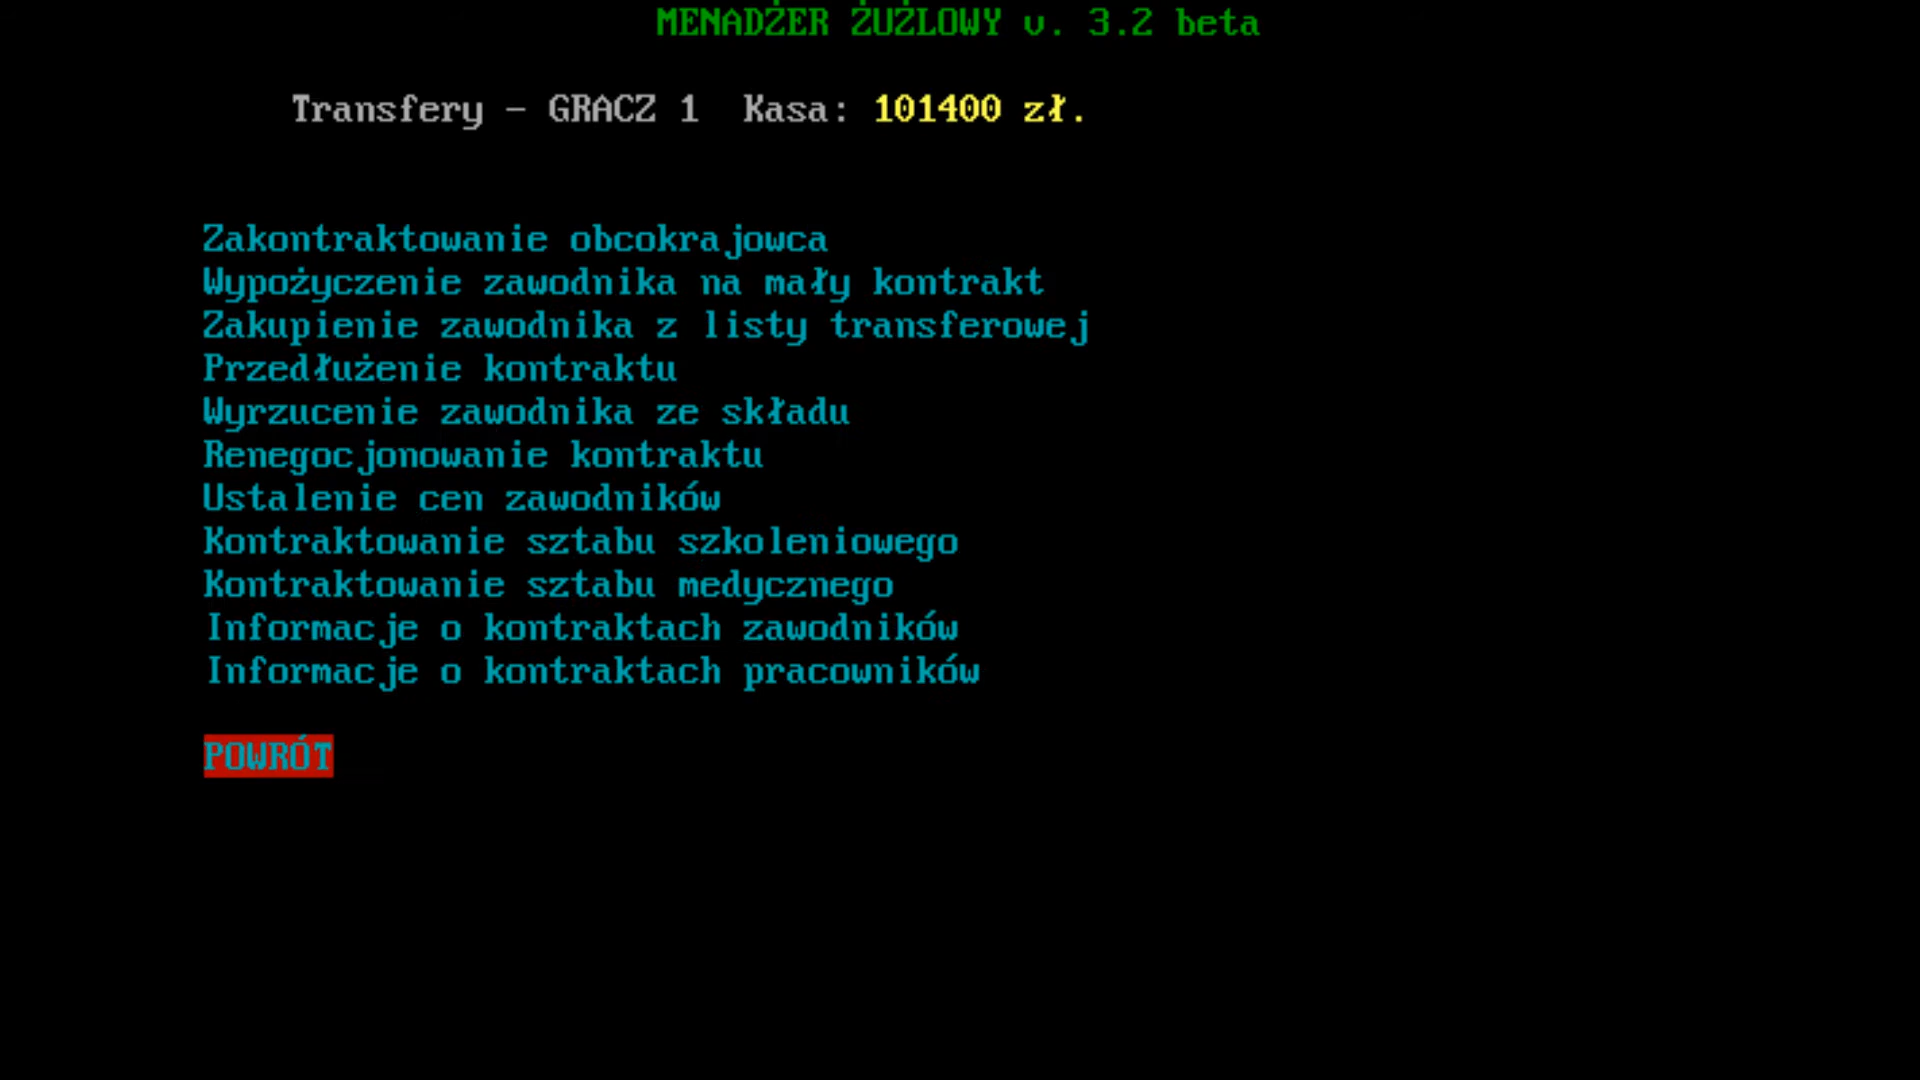 MENADŻER ŻUŻLOWY v. 3.2 beta
Transfery - GRACZ 1 Kasa: 101400 zł.
Zakontraktowanie obcokrajowca
Wypożyczenie zawodnika na mały kontrakt
Zakupienie zawodnika z listy transferowej
Przedłużenie kontraktu
Wyrzucenie zawodnika ze składu
Renegocjonowanie kontraktu
Ustalenie cen zawodników
Kontraktowanie sztabu szkoleniowego
Kontraktowanie sztabu medycznego
Informacje o kontraktach zawodników
Informacje o kontraktach pracowników
POWRÓT